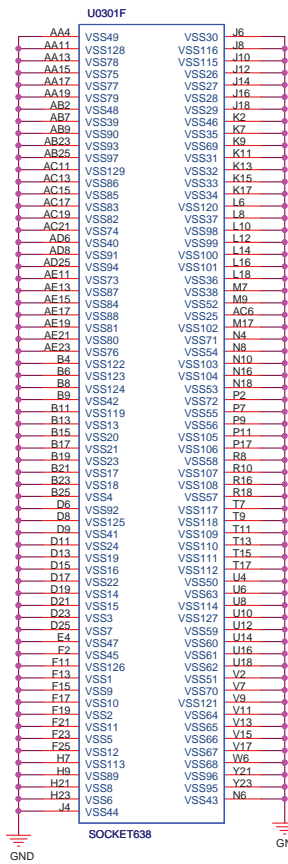 U0301F
AA4 VSS49 VSS30 J6
AA11 VSS128 VSS116 J8
AA13 VSS78 VSS115 J10
AA15 VSS75 VSS26 J12
AA17 VSS77 VSS27 J14
AA19 VSS79 VSS28 J16
AB2 VSS48 VSS29 J18
AB7 VSS39 VSS46 K2
AB9 VSS90 VSS35 K7
AB23 VSS93 VSS69 K9
AB25 VSS97 VSS31 K11
AC11 VSS129 VSS32 K13
AC13 VSS86 VSS33 K15
AC15 VSS85 VSS34 K17
AC17 VSS83 VSS120 L6
AC19 VSS82 VSS37 L8
AC21 VSS74 VSS98 L10
AD6 VSS40 VSS99 L12
AD8 VSS91 VSS100 L14
AD25 VSS94 VSS101 L16
AE11 VSS73 VSS36 L18
AE13 VSS87 VSS38 M7
AE15 VSS84 VSS52 M9
AE17 VSS88 VSS25 AC6
AE19 VSS81 VSS102 M17
AE21 VSS80 VSS71 N4
AE23 VSS76 VSS54 N8
B4 VSS122 VSS103 N10
B6 VSS123 VSS104 N16
B8 VSS124 VSS53 N18
B9 VSS42 VSS72 P2
B11 VSS119 VSS55 P7
B13 VSS13 VSS56 P9
B15 VSS20 VSS105 P11
B17 VSS21 VSS106 P17
B19 VSS23 VSS58 R8
B21 VSS17 VSS107 R10
B23 VSS18 VSS108 R16
B25 VSS4 VSS57 R18
D6 VSS92 VSS117 T7
D8 VSS125 VSS118 T9
D9 VSS41 VSS109 T11
D11 VSS24 VSS110 T13
D13 VSS19 VSS111 T15
D15 VSS16 VSS112 T17
D17 VSS22 VSS50 U4
D19 VSS14 VSS63 U6
D21 VSS15 VSS114 U8
D23 VSS3 VSS127 U10
D25 VSS7 VSS59 U12
E4 VSS47 VSS60 U14
F2 VSS45 VSS61 U16
F11 VSS126 VSS62 U18
F13 VSS1 VSS51 V2
F15 VSS9 VSS70 V7
F17 VSS10 VSS121 V9
F19 VSS2 VSS64 V11
F21 VSS11 VSS65 V13
F23 VSS5 VSS66 V15
F25 VSS12 VSS67 V17
H7 VSS113 VSS68 W6
H9 VSS89 VSS96 Y21
H21 VSS8 VSS95 Y23
H23 VSS6 VSS43 N6
J4 VSS44
SOCKET638
GND